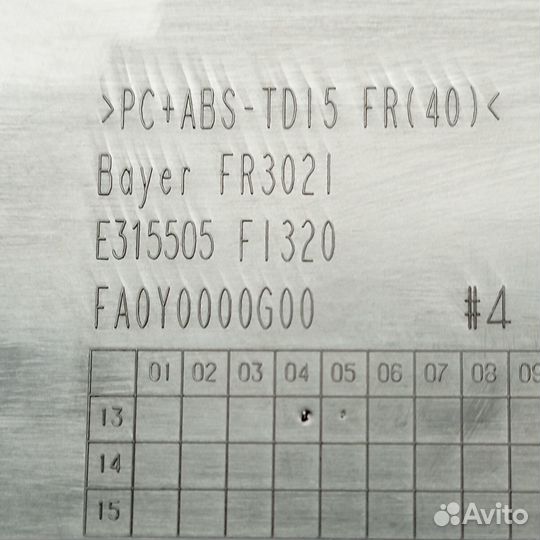 >PC+ABS-TD15 FR(40)<
Bayer FR3021
E315505 F1320
FA0Y0000G00 #4
01 02 03 04 05 06 07 08 09
13
14
15
Avito